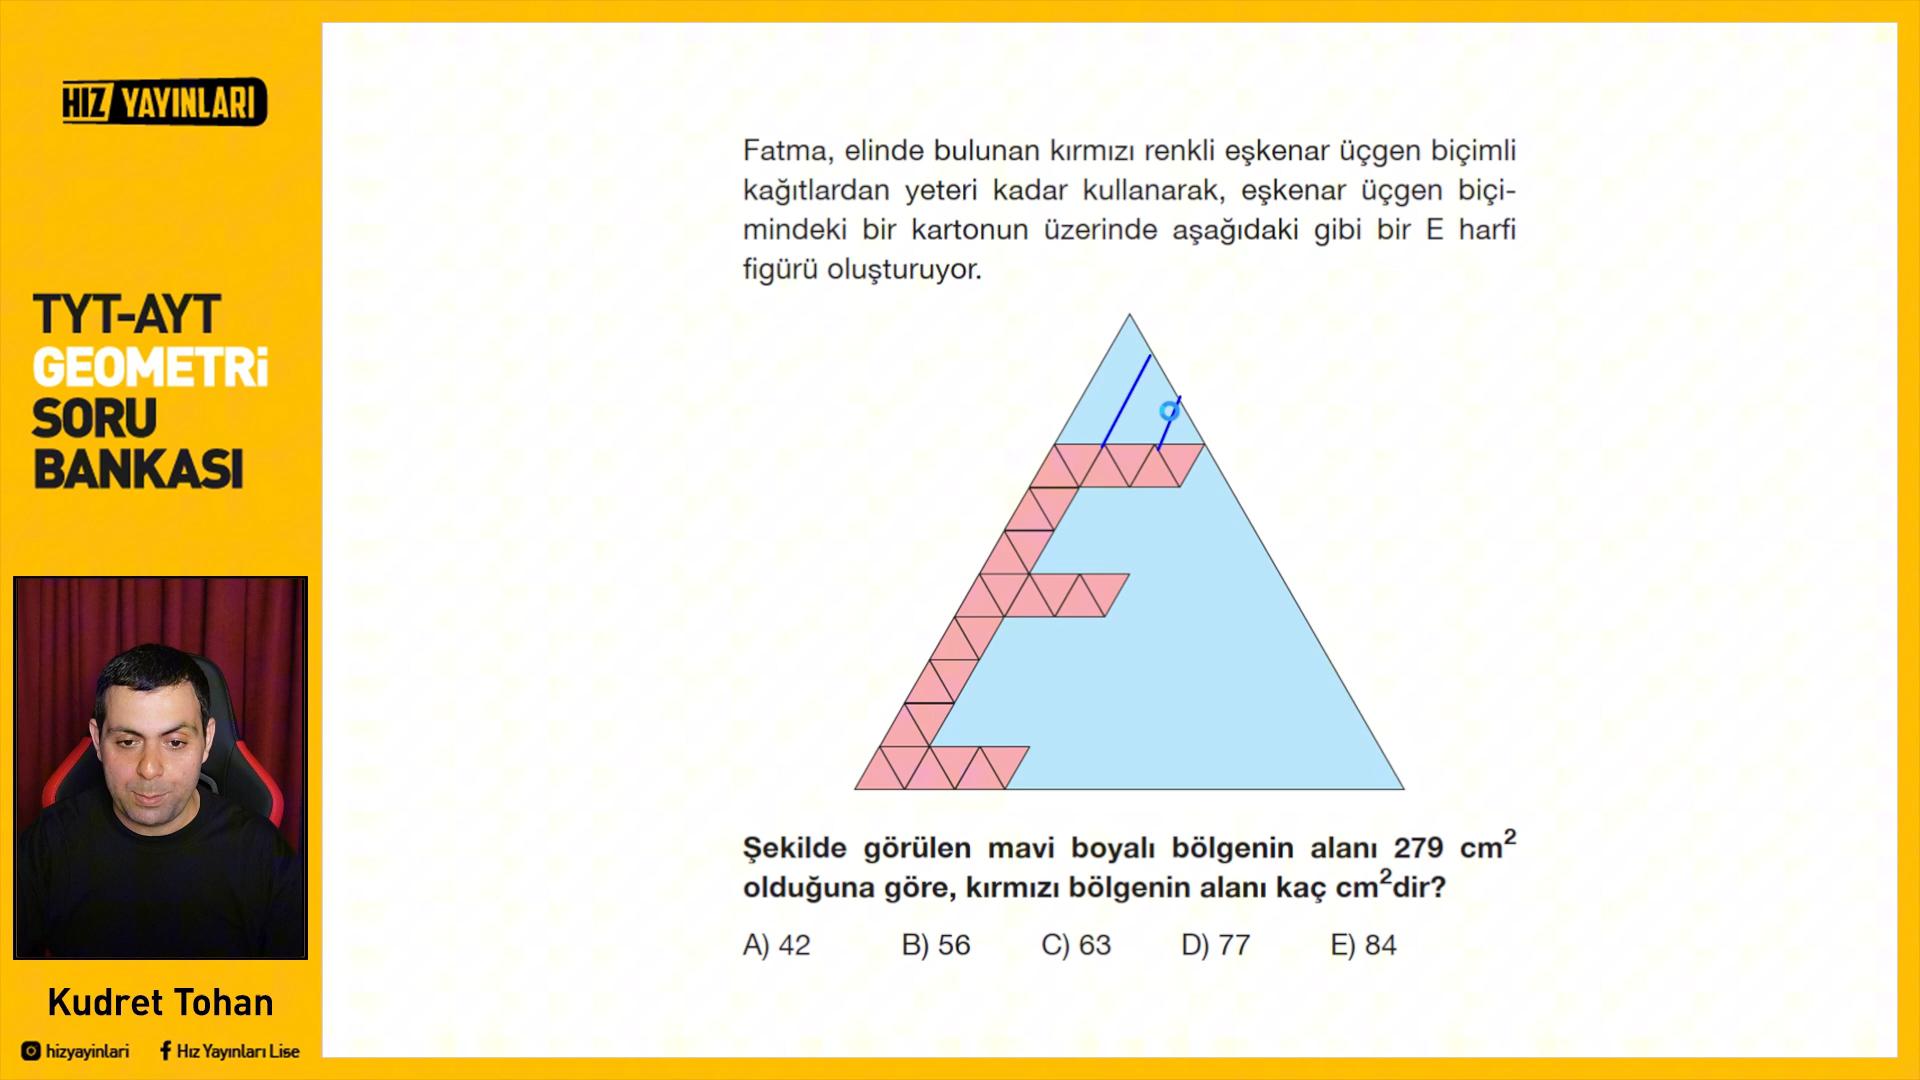 HIZ YAYINLARI
TYT-AYT
GEOMETRİ
SORU
BANKASI
Kudret Tohan
hizyayinlari
Hız Yayınları Lise
Fatma, elinde bulunan kırmızı renkli eşkenar üçgen biçimli
kağıtlardan yeteri kadar kullanarak, eşkenar üçgen biçi-
mindeki bir kartonun üzerinde aşağıdaki gibi bir E harfi
figürü oluşturuyor.
Şekilde görülen mavi boyalı bölgenin alanı 279 cm²
olduğuna göre, kırmızı bölgenin alanı kaç cm²dir?
A) 42 B) 56 C) 63 D) 77 E) 84